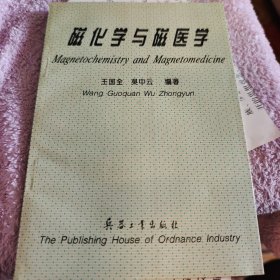 磁化学与磁医学
Magnetochemistry and Magnetomedicine
王国全 吴中云 编著
Wang Guoquan Wu Zhongyun
兵器工业出版社
The Publishing House of Ordnance Industry